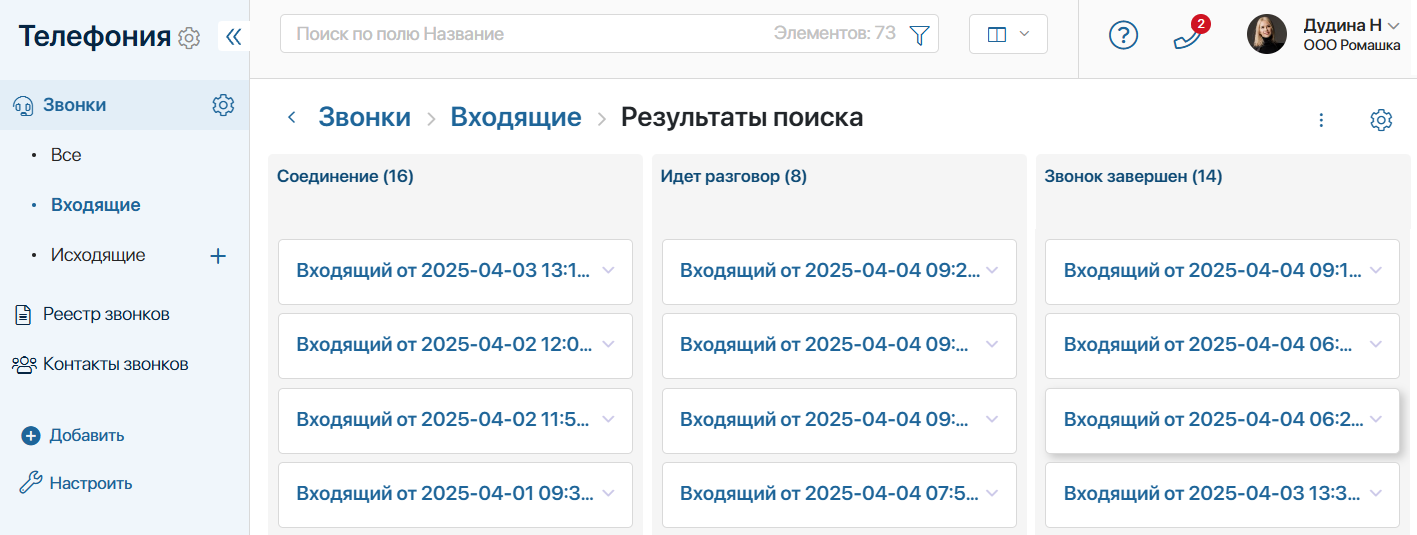 Телефония
Поиск по полю Название
Элементов: 73
?
2
Дудина Н
ООО Ромашка
Звонки
Все
Входящие
Исходящие
Реестр звонков
Контакты звонков
Добавить
Настроить
Звонки > Входящие > Результаты поиска
Соединение (16)
Входящий от 2025-04-03 13:1...
Входящий от 2025-04-02 12:0...
Входящий от 2025-04-02 11:5...
Входящий от 2025-04-01 09:3...
Идет разговор (8)
Входящий от 2025-04-04 09:2...
Входящий от 2025-04-04 09:...
Входящий от 2025-04-04 09:...
Входящий от 2025-04-04 07:5...
Звонок завершен (14)
Входящий от 2025-04-04 09:1...
Входящий от 2025-04-04 06:...
Входящий от 2025-04-04 06:2...
Входящий от 2025-04-03 13:3...